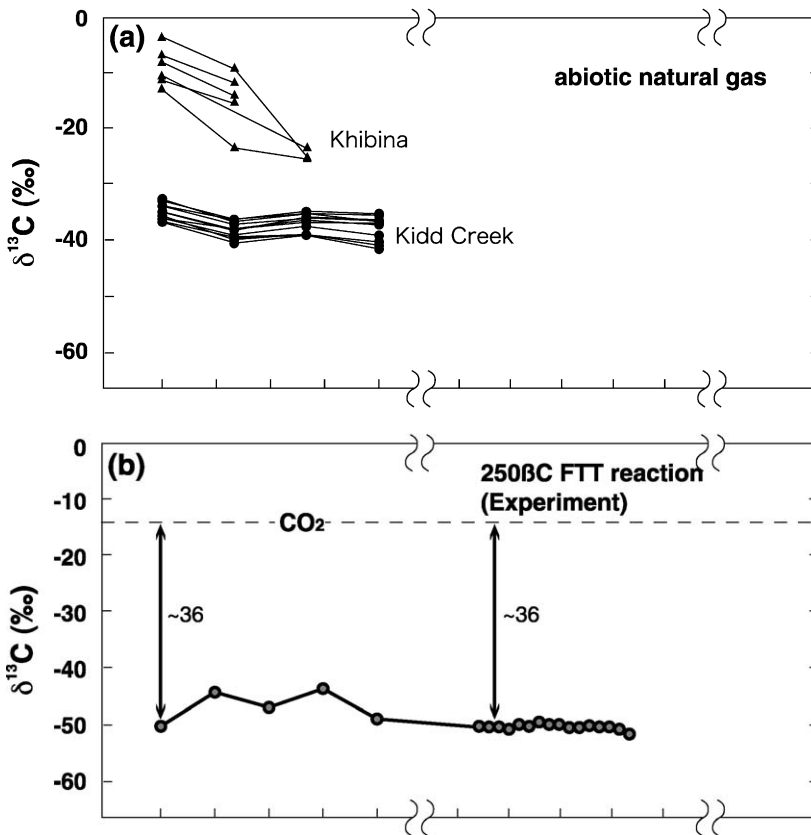 0
(a)
abiotic natural gas
-20
Khibina
δ¹³C (‰)
-40
Kidd Creek
-60
0
(b)
250ßC FTT reaction
(Experiment)
-10
CO₂
-20
-30
~36
~36
δ¹³C (‰)
-40
-50
-60